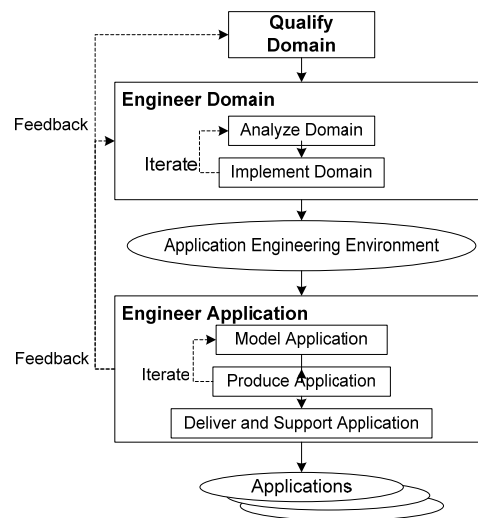 Qualify
Domain
Engineer Domain
Feedback
Analyze Domain
Iterate
Implement Domain
Application Engineering Environment
Engineer Application
Model Application
Feedback
Iterate
Produce Application
Deliver and Support Application
Applications